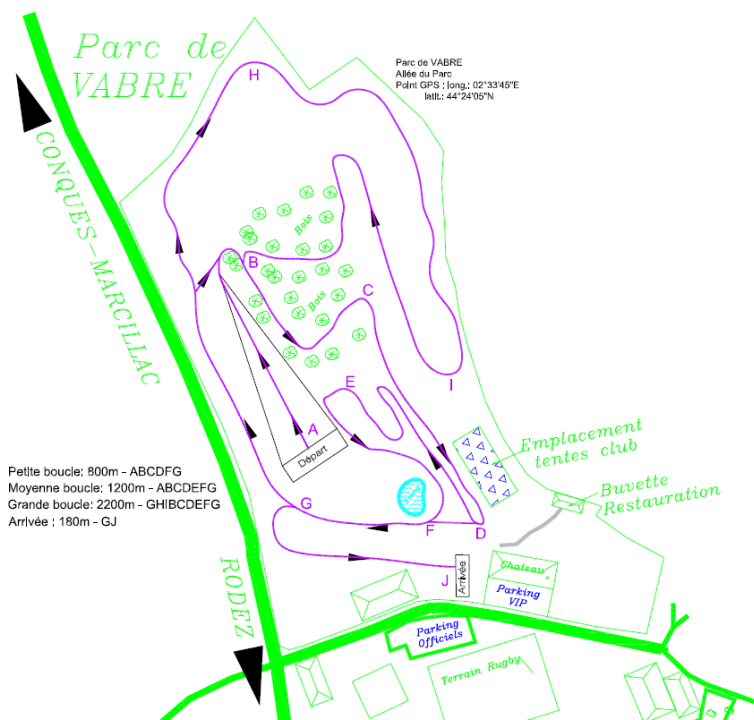 Parc de
VABRE
Parc de VABRE
Allée du Parc
Point GPS : long.: 02°33'45"E
latit.: 44°24'05"N
H
CONQUES-MARCILLAC
Bois
B
Bois
C
I
E
A
Départ
Emplacement
tentes club
Petite boucle: 800m - ABCDFG
Moyenne boucle: 1200m - ABCDEFG
Grande boucle: 2200m - GHIBCDEFG
Arrivée : 180m - GJ
Buvette
Restauration
G
F
D
RODEZ
J
Arrivée
Chateau
Parking
VIP
Parking
Officiels
Terrain Rugby